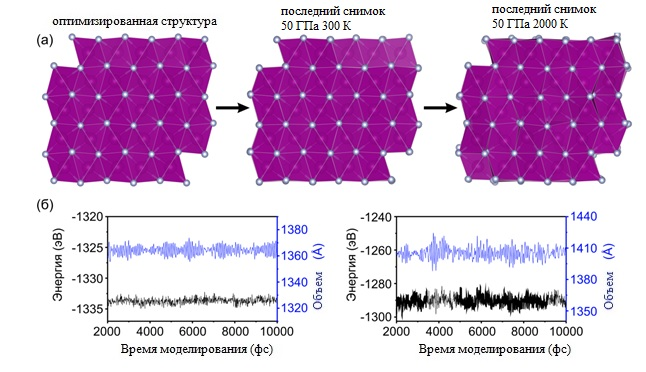 (а)
оптимизированная структура
последний снимок
50 ГПа 300 К
последний снимок
50 ГПа 2000 К
(б)
Энергия (эВ)
-1320
-1325
-1330
-1335
1380
1360
1340
1320
Объем (Å)
2000 4000 6000 8000 10000
Время моделирования (фс)
Энергия (эВ)
-1240
-1260
-1280
-1300
1440
1410
1380
1350
Объем (Å)
2000 4000 6000 8000 10000
Время моделирования (фс)